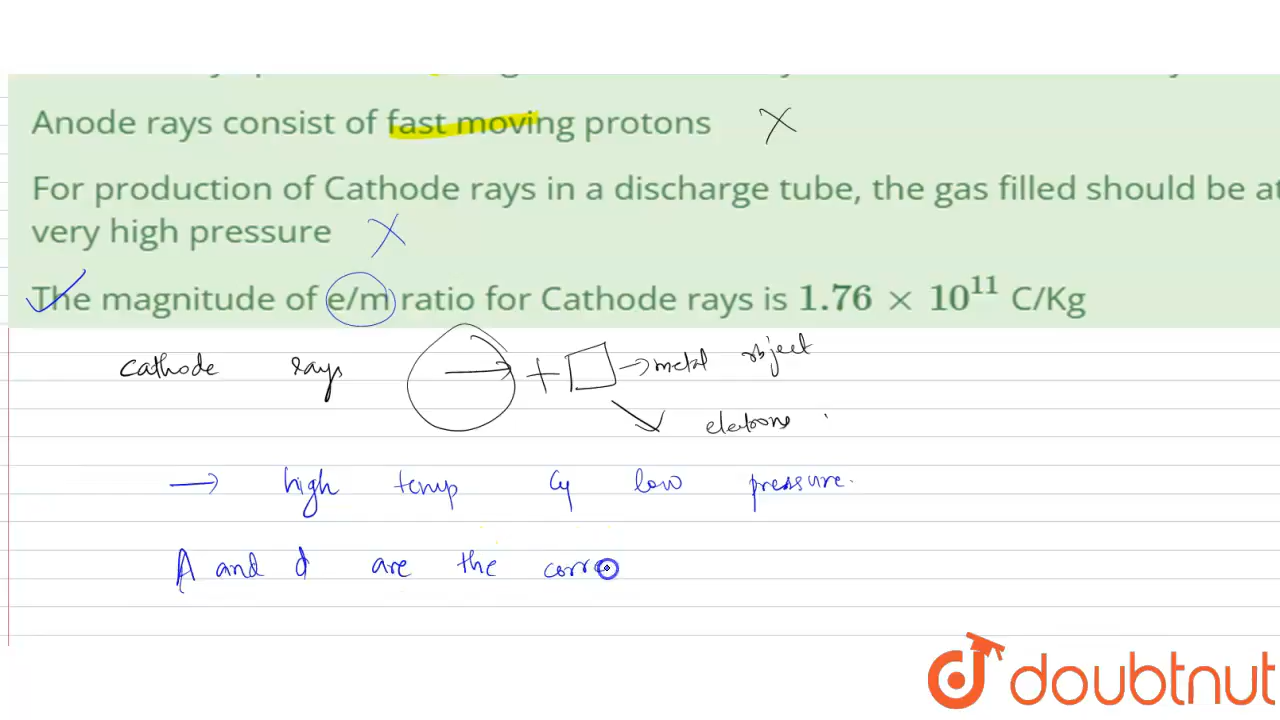 Anode rays consist of fast moving protons
For production of Cathode rays in a discharge tube, the gas filled should be at
very high pressure
The magnitude of e/m ratio for Cathode rays is 1.76 × 10¹¹ C/Kg
cathode rays + → metal object
electrons
→ high temp & low pressure.
A and d are the corre
doubtnut